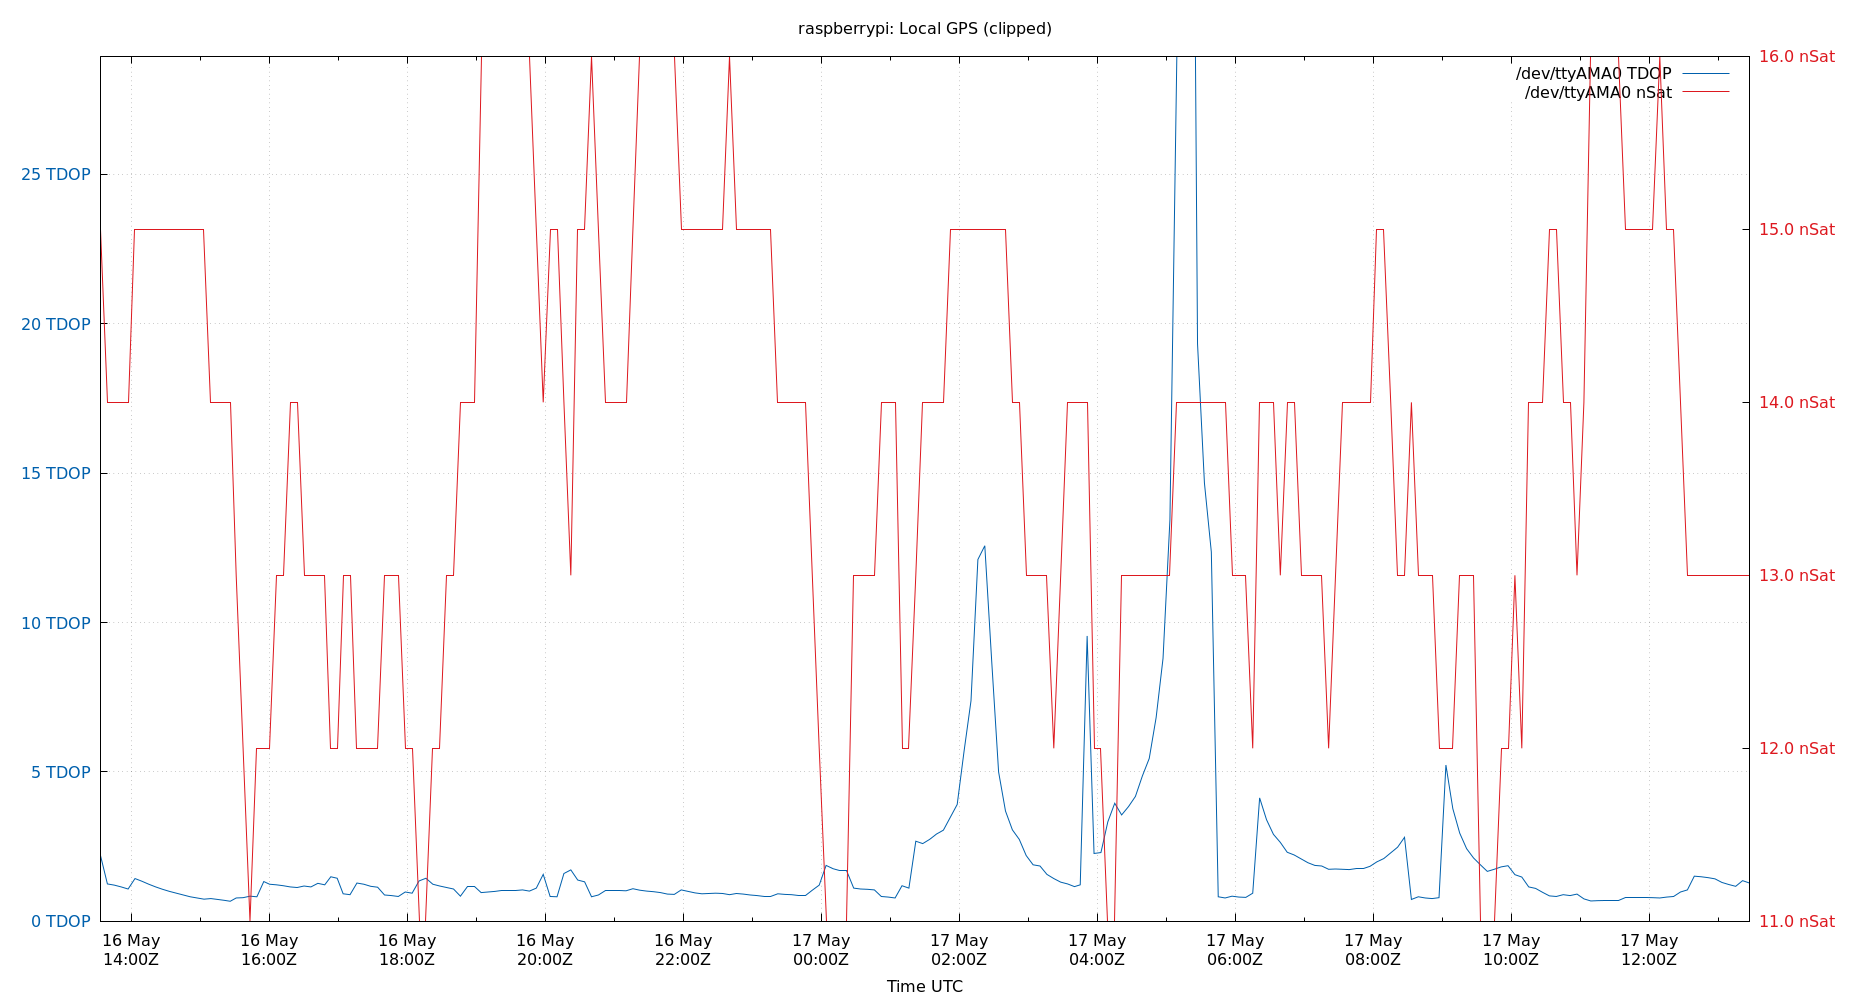 raspberrypi: Local GPS (clipped)
16.0 nSat
/dev/ttyAMA0 TDOP
/dev/ttyAMA0 nSat
25 TDOP
15.0 nSat
20 TDOP
14.0 nSat
15 TDOP
13.0 nSat
10 TDOP
12.0 nSat
5 TDOP
0 TDOP
11.0 nSat
16 May 16 May 16 May 16 May 16 May 17 May 17 May 17 May 17 May 17 May 17 May 17 May
14:00Z 16:00Z 18:00Z 20:00Z 22:00Z 00:00Z 02:00Z 04:00Z 06:00Z 08:00Z 10:00Z 12:00Z
Time UTC